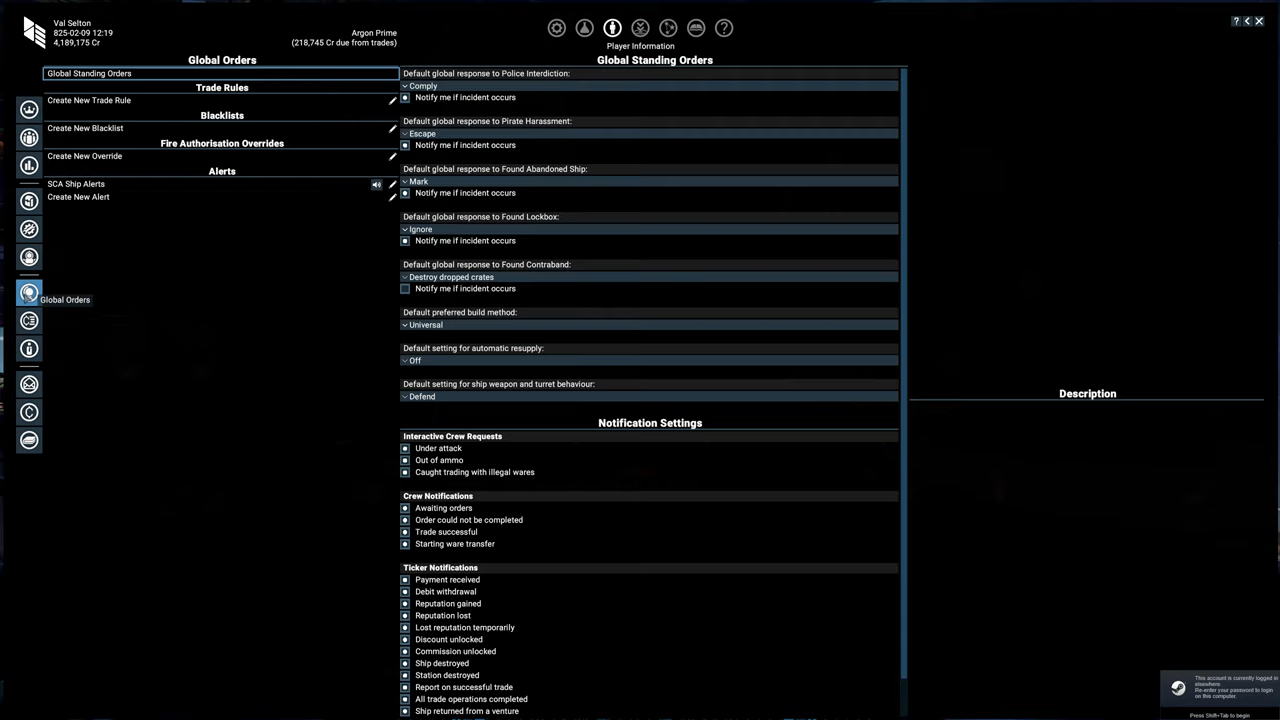 Val Selton
825-02-09 12:19
4,189,175 Cr
Argon Prime
(218,745 Cr due from trades)
Player Information
Global Orders
Global Standing Orders
Trade Rules
Create New Trade Rule
Blacklists
Create New Blacklist
Fire Authorisation Overrides
Create New Override
Alerts
SCA Ship Alerts
Create New Alert
Global Orders
Global Standing Orders
Default global response to Police Interdiction:
Comply
Notify me if incident occurs
Default global response to Pirate Harassment:
Escape
Notify me if incident occurs
Default global response to Found Abandoned Ship:
Mark
Notify me if incident occurs
Default global response to Found Lockbox:
Ignore
Notify me if incident occurs
Default global response to Found Contraband:
Destroy dropped crates
Notify me if incident occurs
Default preferred build method:
Universal
Default setting for automatic resupply:
Off
Default setting for ship weapon and turret behaviour:
Defend
Notification Settings
Interactive Crew Requests
Under attack
Out of ammo
Caught trading with illegal wares
Crew Notifications
Awaiting orders
Order could not be completed
Trade successful
Starting ware transfer
Ticker Notifications
Payment received
Debit withdrawal
Reputation gained
Reputation lost
Lost reputation temporarily
Discount unlocked
Commission unlocked
Ship destroyed
Station destroyed
Report on successful trade
All trade operations completed
Ship returned from a venture
Description
This account is currently logged in
elsewhere.
Re-enter your password to login
on this computer.
Press Shift+Tab to begin